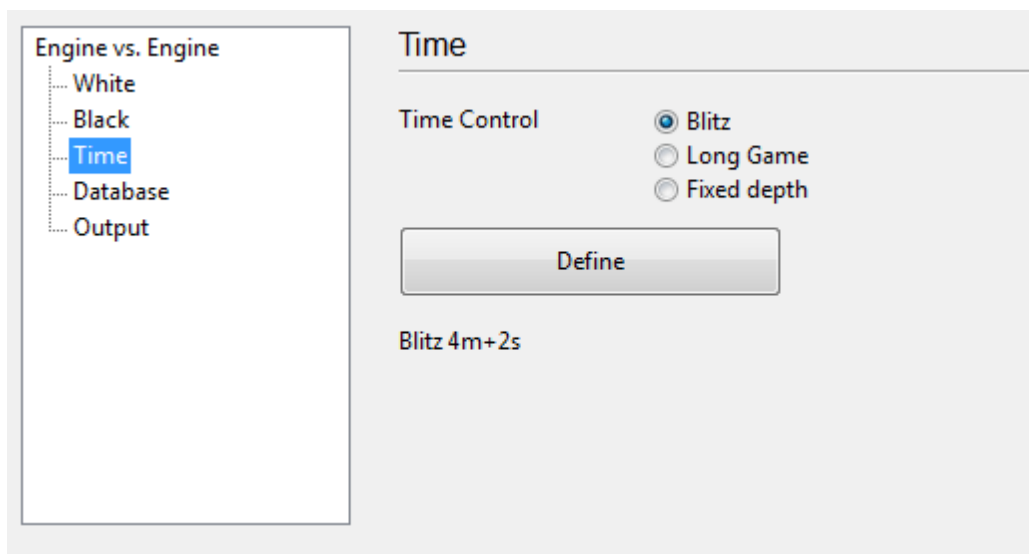 Engine vs. Engine
White
Black
Time
Database
Output
Time
Time Control
Blitz
Long Game
Fixed depth
Define
Blitz 4m+2s